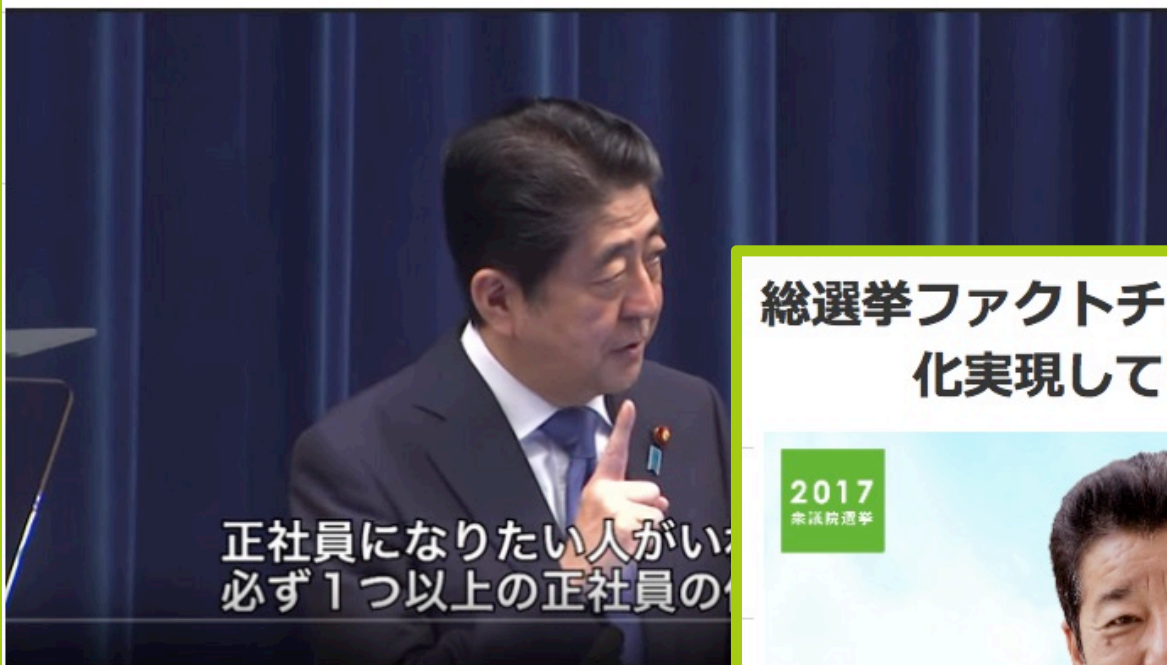 正社員になりたい人がい
必ず１つ以上の正社員の
総選挙ファクトチ
化実現して
2017
衆議院選挙